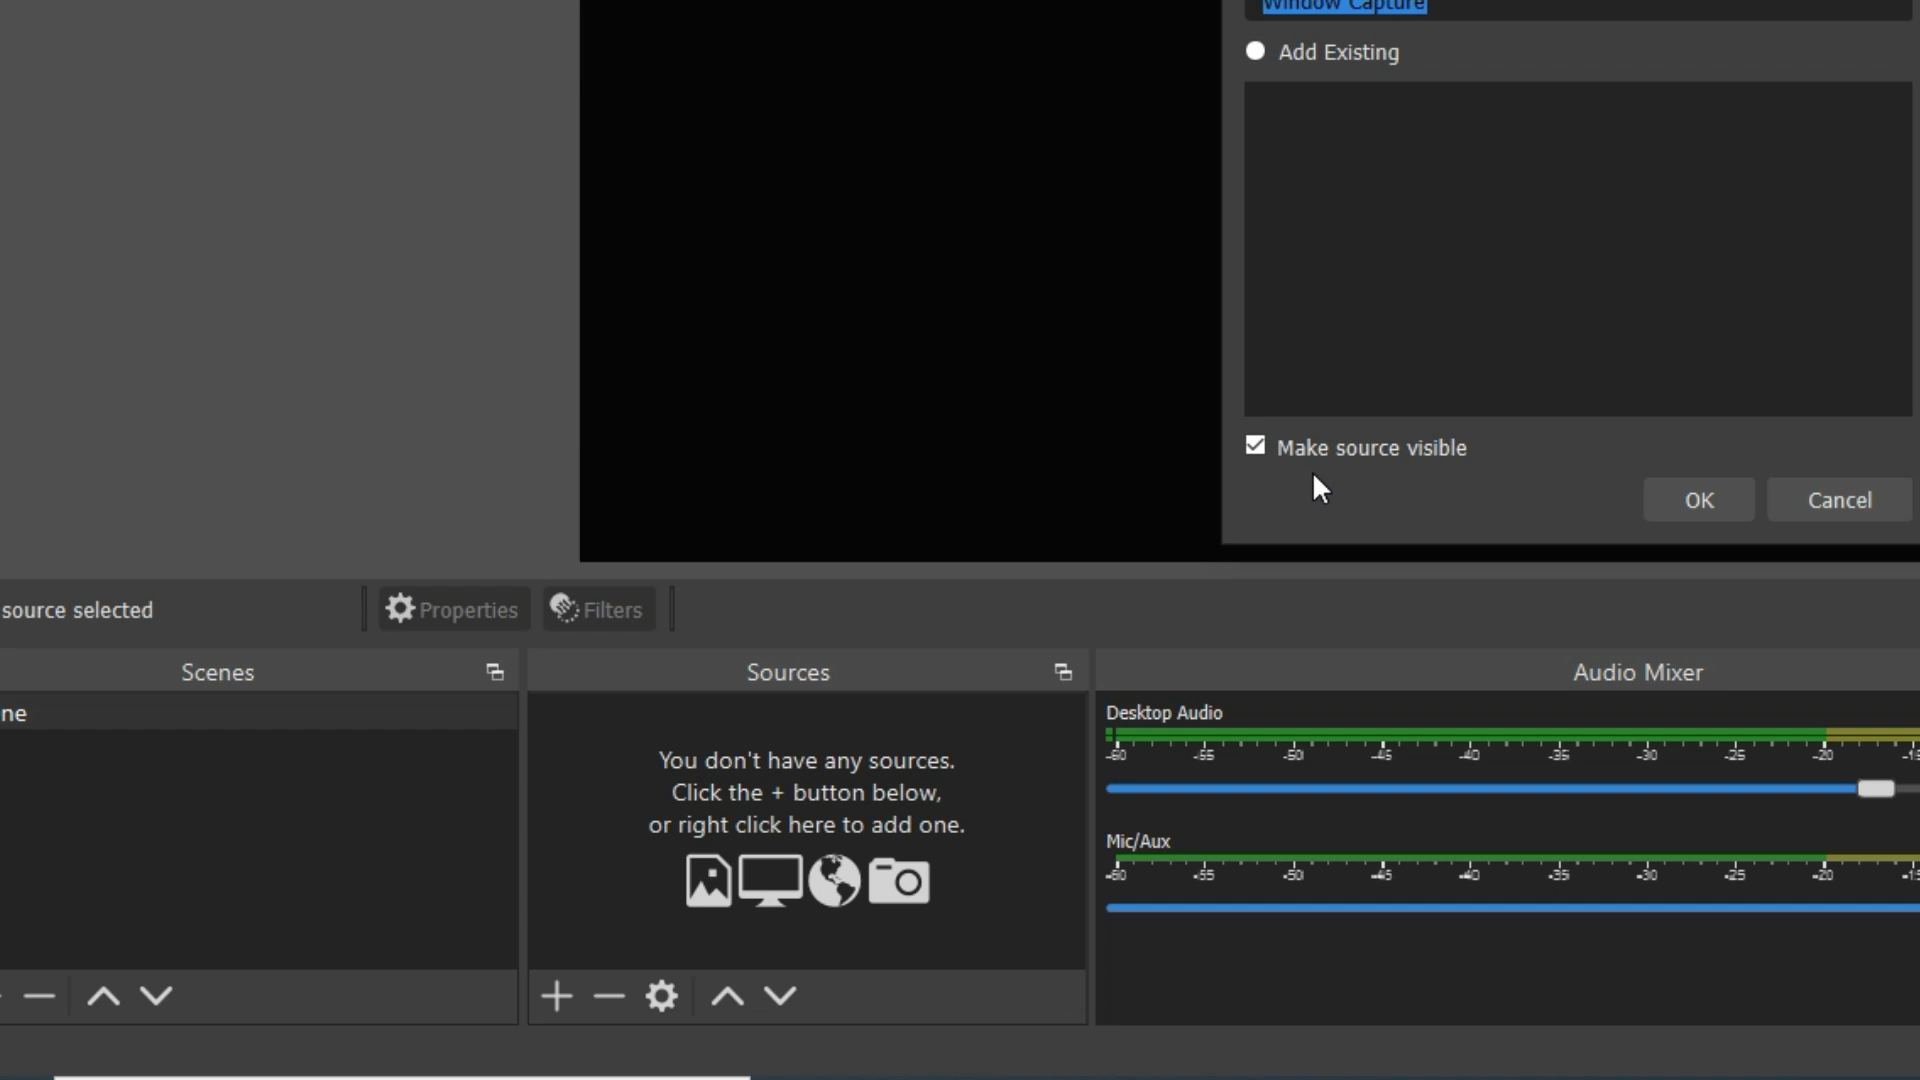 Window Capture
Add Existing
Make source visible
OK
Cancel
source selected
Properties
Filters
Scenes
Sources
Audio Mixer
ne
You don't have any sources.
Click the + button below,
or right click here to add one.
Desktop Audio
-60 -55 -50 -45 -40 -35 -30 -25 -20 -15
Mic/Aux
-60 -55 -50 -45 -40 -35 -30 -25 -20 -15